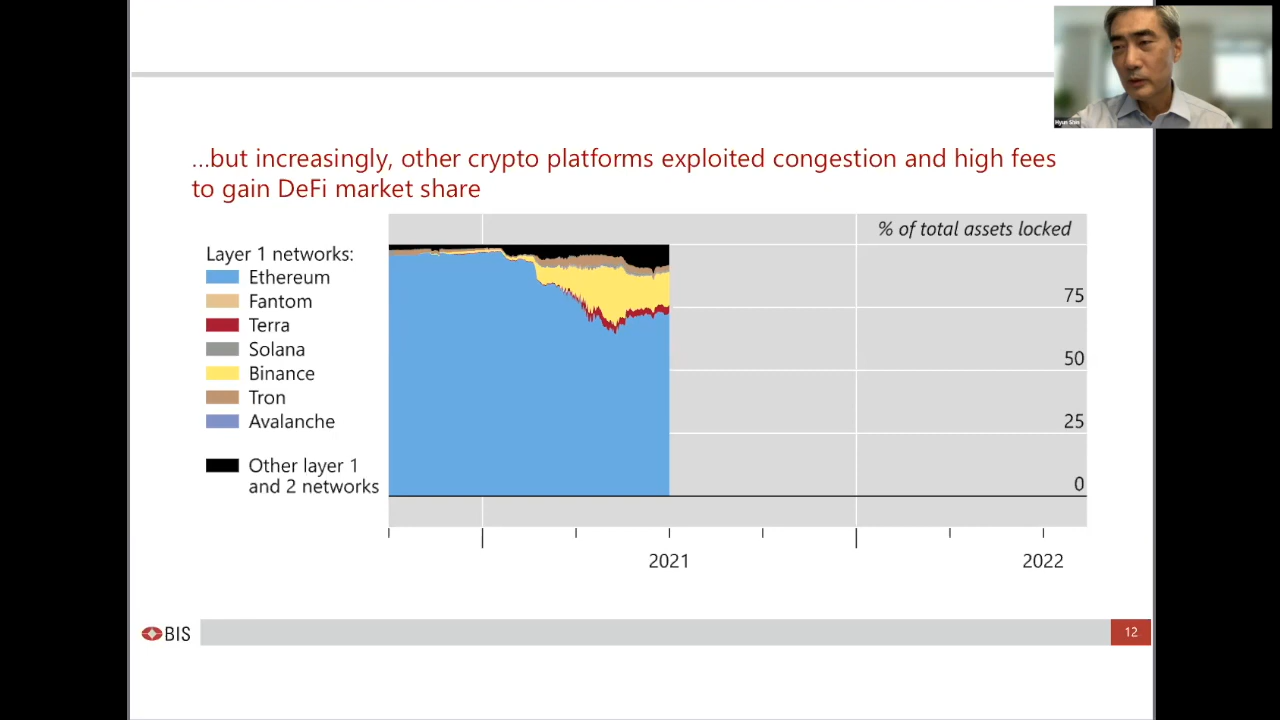 Hyun Shin
...but increasingly, other crypto platforms exploited congestion and high fees
to gain DeFi market share
% of total assets locked
Layer 1 networks:
Ethereum
Fantom
Terra
Solana
Binance
Tron
Avalanche
Other layer 1
and 2 networks
75
50
25
0
2021
2022
BIS
12